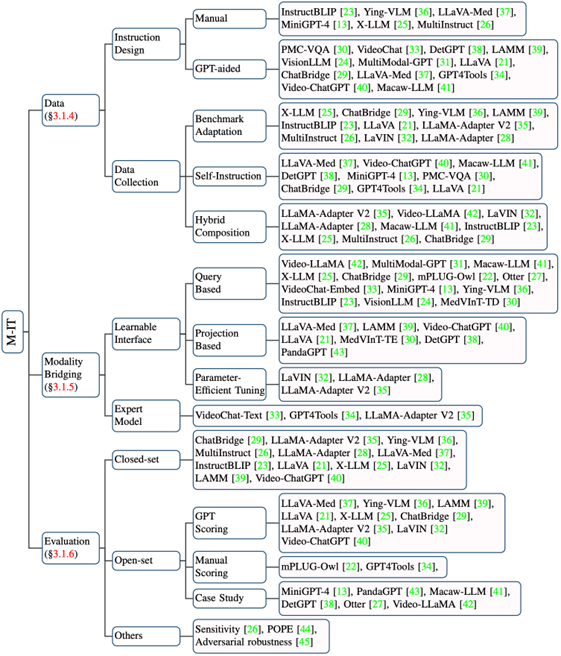 M-IT
Data
(§3.1.4)
Instruction
Design
Manual
InstructBLIP [23], Ying-VLM [36], LLaVA-Med [37],
MiniGPT-4 [13], X-LLM [25], MultiInstruct [26]
GPT-aided
PMC-VQA [30], VideoChat [33], DetGPT [38], LAMM [39],
VisionLLM [24], MultiModal-GPT [31], LLaVA [21],
ChatBridge [29], LLaVA-Med [37], GPT4Tools [34],
Video-ChatGPT [40], Macaw-LLM [41]
Data
Collection
Benchmark
Adaptation
X-LLM [25], ChatBridge [29], Ying-VLM [36], LAMM [39],
InstructBLIP [23], LLaVA [21], LLaMA-Adapter V2 [35],
MultiInstruct [26], LaVIN [32], LLaMA-Adapter [28]
Self-Instruction
LLaVA-Med [37], Video-ChatGPT [40], Macaw-LLM [41],
DetGPT [38], MiniGPT-4 [13], PMC-VQA [30],
ChatBridge [29], GPT4Tools [34], LLaVA [21]
Hybrid
Composition
LLaMA-Adapter V2 [35], Video-LLaMA [42], LaVIN [32],
LLaMA-Adapter [28], Macaw-LLM [41], InstructBLIP [23],
X-LLM [25], MultiInstruct [26], ChatBridge [29]
Modality
Bridging
(§3.1.5)
Learnable
Interface
Query
Based
Video-LLaMA [42], MultiModal-GPT [31], Macaw-LLM [41],
X-LLM [25], ChatBridge [29], mPLUG-Owl [22], Otter [27],
VideoChat-Embed [33], MiniGPT-4 [13], Ying-VLM [36],
InstructBLIP [23], VisionLLM [24], MedVInT-TD [30]
Projection
Based
LLaVA-Med [37], LAMM [39], Video-ChatGPT [40],
LLaVA [21], MedVInT-TE [30], DetGPT [38],
PandaGPT [43]
Parameter-
Efficient Tuning
LaVIN [32], LLaMA-Adapter [28],
LLaMA-Adapter V2 [35]
Expert
Model
VideoChat-Text [33], GPT4Tools [34], LLaMA-Adapter V2 [35]
Evaluation
(§3.1.6)
Closed-set
ChatBridge [29], LLaMA-Adapter V2 [35], Ying-VLM [36],
MultiInstruct [26], LLaMA-Adapter [28], LLaVA-Med [37],
InstructBLIP [23], LLaVA [21], X-LLM [25], LaVIN [32],
LAMM [39], Video-ChatGPT [40]
Open-set
GPT
Scoring
LLaVA-Med [37], Ying-VLM [36], LAMM [39],
LLaVA [21], X-LLM [25], ChatBridge [29],
LLaMA-Adapter V2 [35], LaVIN [32]
Video-ChatGPT [40]
Manual
Scoring
mPLUG-Owl [22], GPT4Tools [34],
Case Study
MiniGPT-4 [13], PandaGPT [43], Macaw-LLM [41],
DetGPT [38], Otter [27], Video-LLaMA [42]
Others
Sensitivity [26], POPE [44],
Adversarial robustness [45]